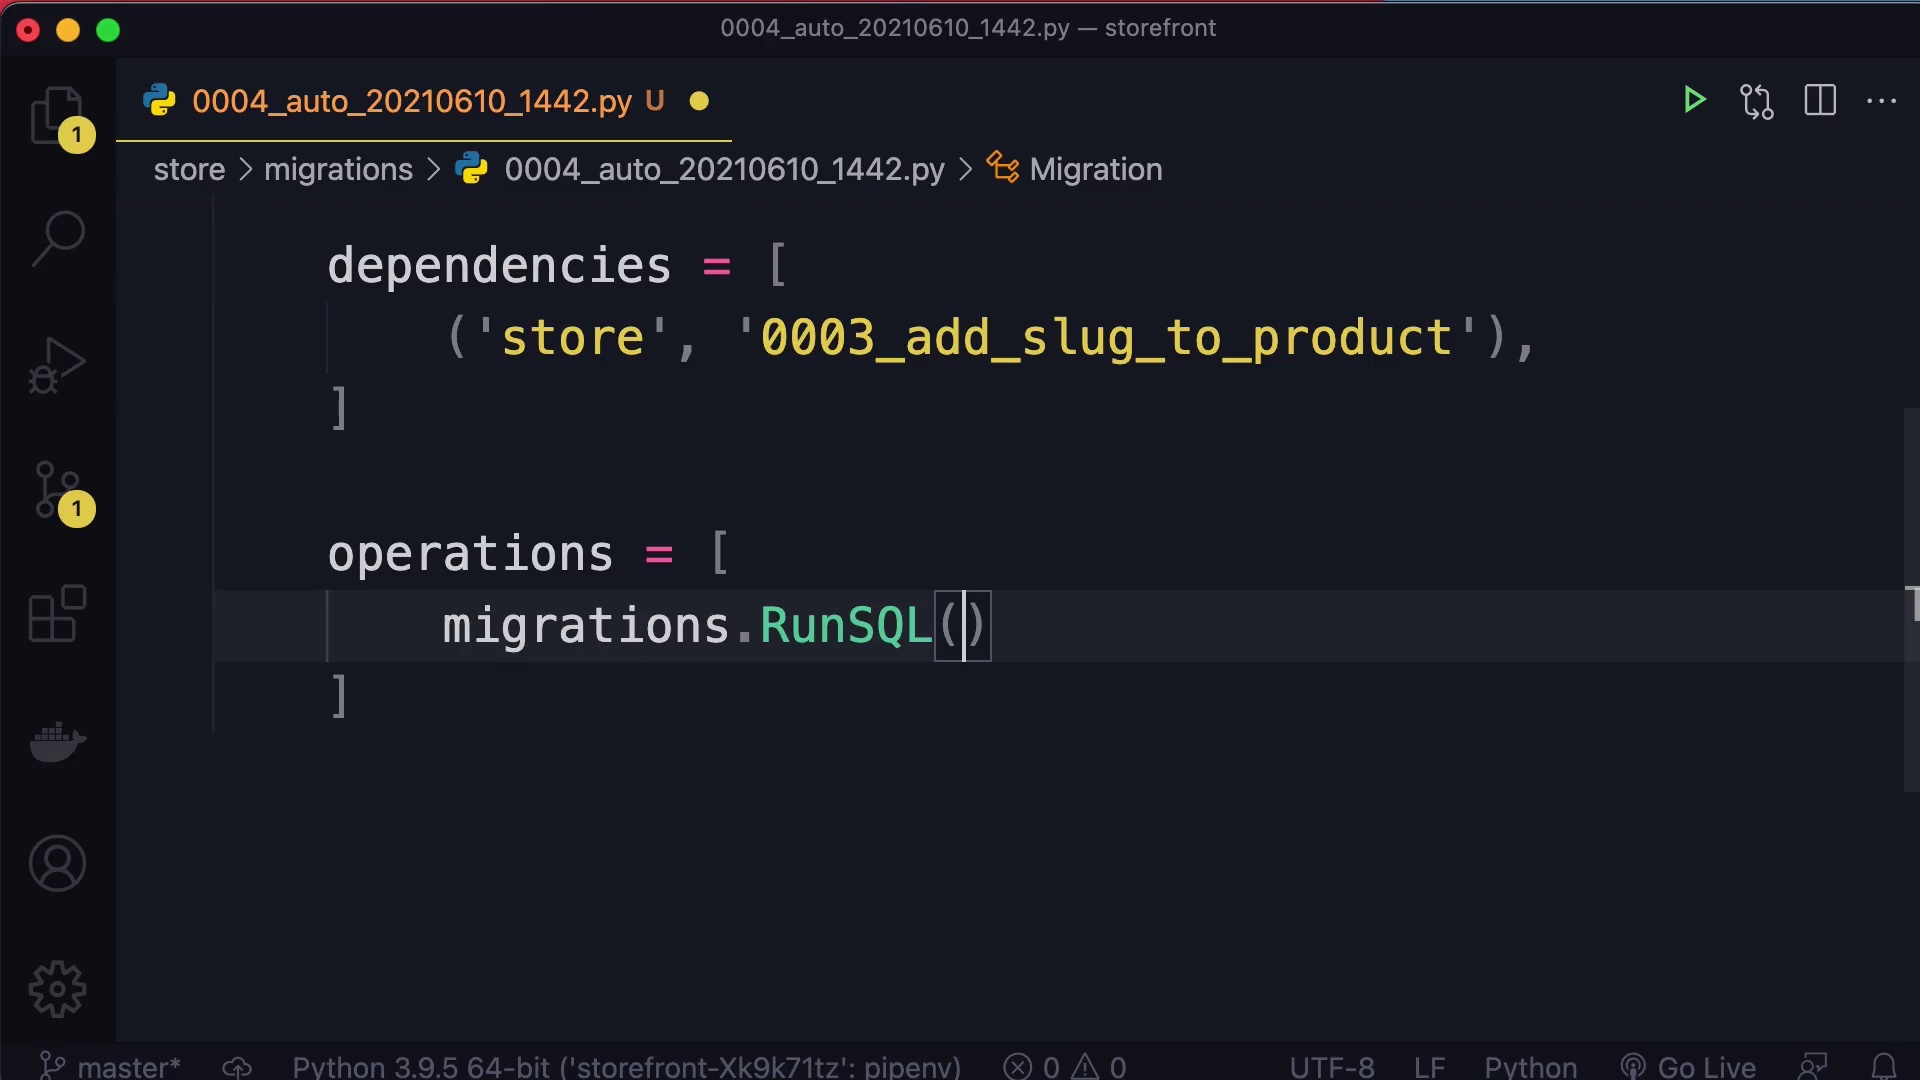 0004_auto_20210610_1442.py — storefront
0004_auto_20210610_1442.py U
store > migrations > 0004_auto_20210610_1442.py > Migration
1
dependencies = [
('store', '0003_add_slug_to_product'),
]
1
operations = [
migrations.RunSQL()
]
master* Python 3.9.5 64-bit ('storefront-Xk9k71tz': pipenv) 0 0 UTF-8 LF Python Go Live